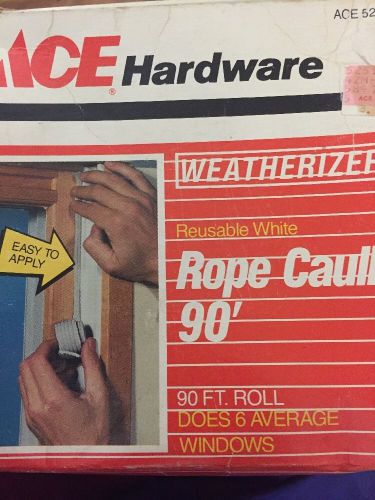 ACE 52
ACE Hardware
ACE
WEATHERIZER
Reusable White
Rope Caul
90'
EASY TO
APPLY
90 FT. ROLL
DOES 6 AVERAGE
WINDOWS